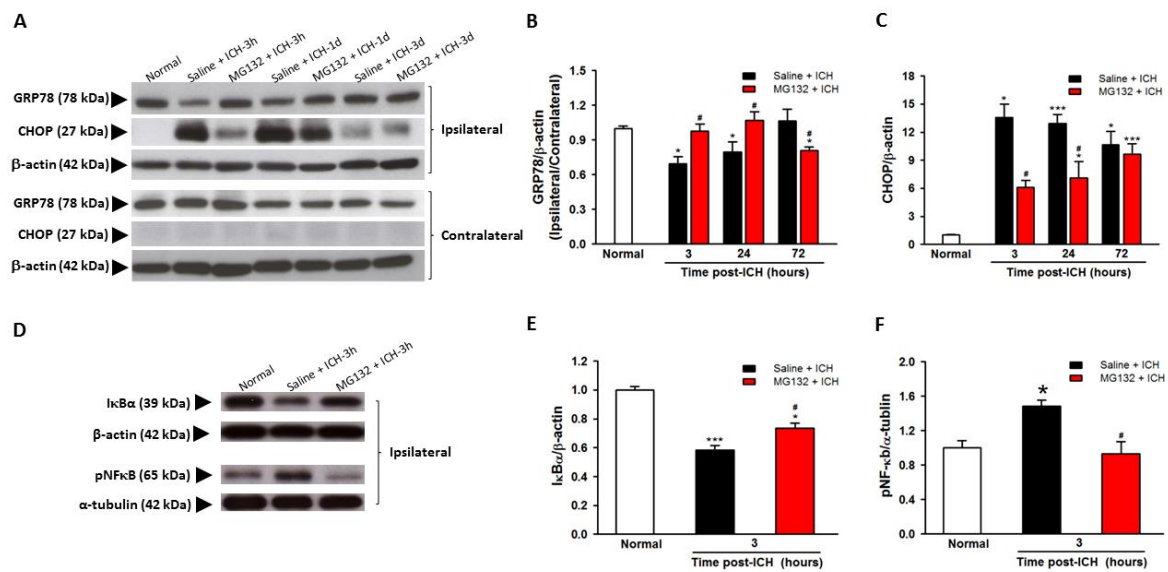 A
Normal
Saline + ICH-3h
MG132 + ICH-3h
Saline + ICH-1d
MG132 + ICH-1d
Saline + ICH-3d
MG132 + ICH-3d
GRP78 (78 kDa)
CHOP (27 kDa)
β-actin (42 kDa)
Ipsilateral
GRP78 (78 kDa)
CHOP (27 kDa)
β-actin (42 kDa)
Contralateral
B
GRP78/β-actin
(Ipsilateral/Contralateral)
1.5
1.2
0.9
0.6
0.3
0.0
Saline + ICH
MG132 + ICH
* # * # # *
Normal 3 24 72
Time post-ICH (hours)
C
CHOP/β-actin
15
12
9
6
3
0
Saline + ICH
MG132 + ICH
* # *** # * * ***
Normal 3 24 72
Time post-ICH (hours)
D
Normal
Saline + ICH-3h
MG132 + ICH-3h
IκBα (39 kDa)
β-actin (42 kDa)
pNFκB (65 kDa)
α-tubulin (42 kDa)
Ipsilateral
E
IκBα/β-actin
1.2
1.0
0.8
0.6
0.4
0.2
0.0
Saline + ICH
MG132 + ICH
*** # *
Normal 3
Time post-ICH (hours)
F
pNF-κb/α-tublin
2.0
1.8
1.4
1.2
0.9
0.6
0.3
0.0
Saline + ICH
MG132 + ICH
* #
Normal 3
Time post-ICH (hours)